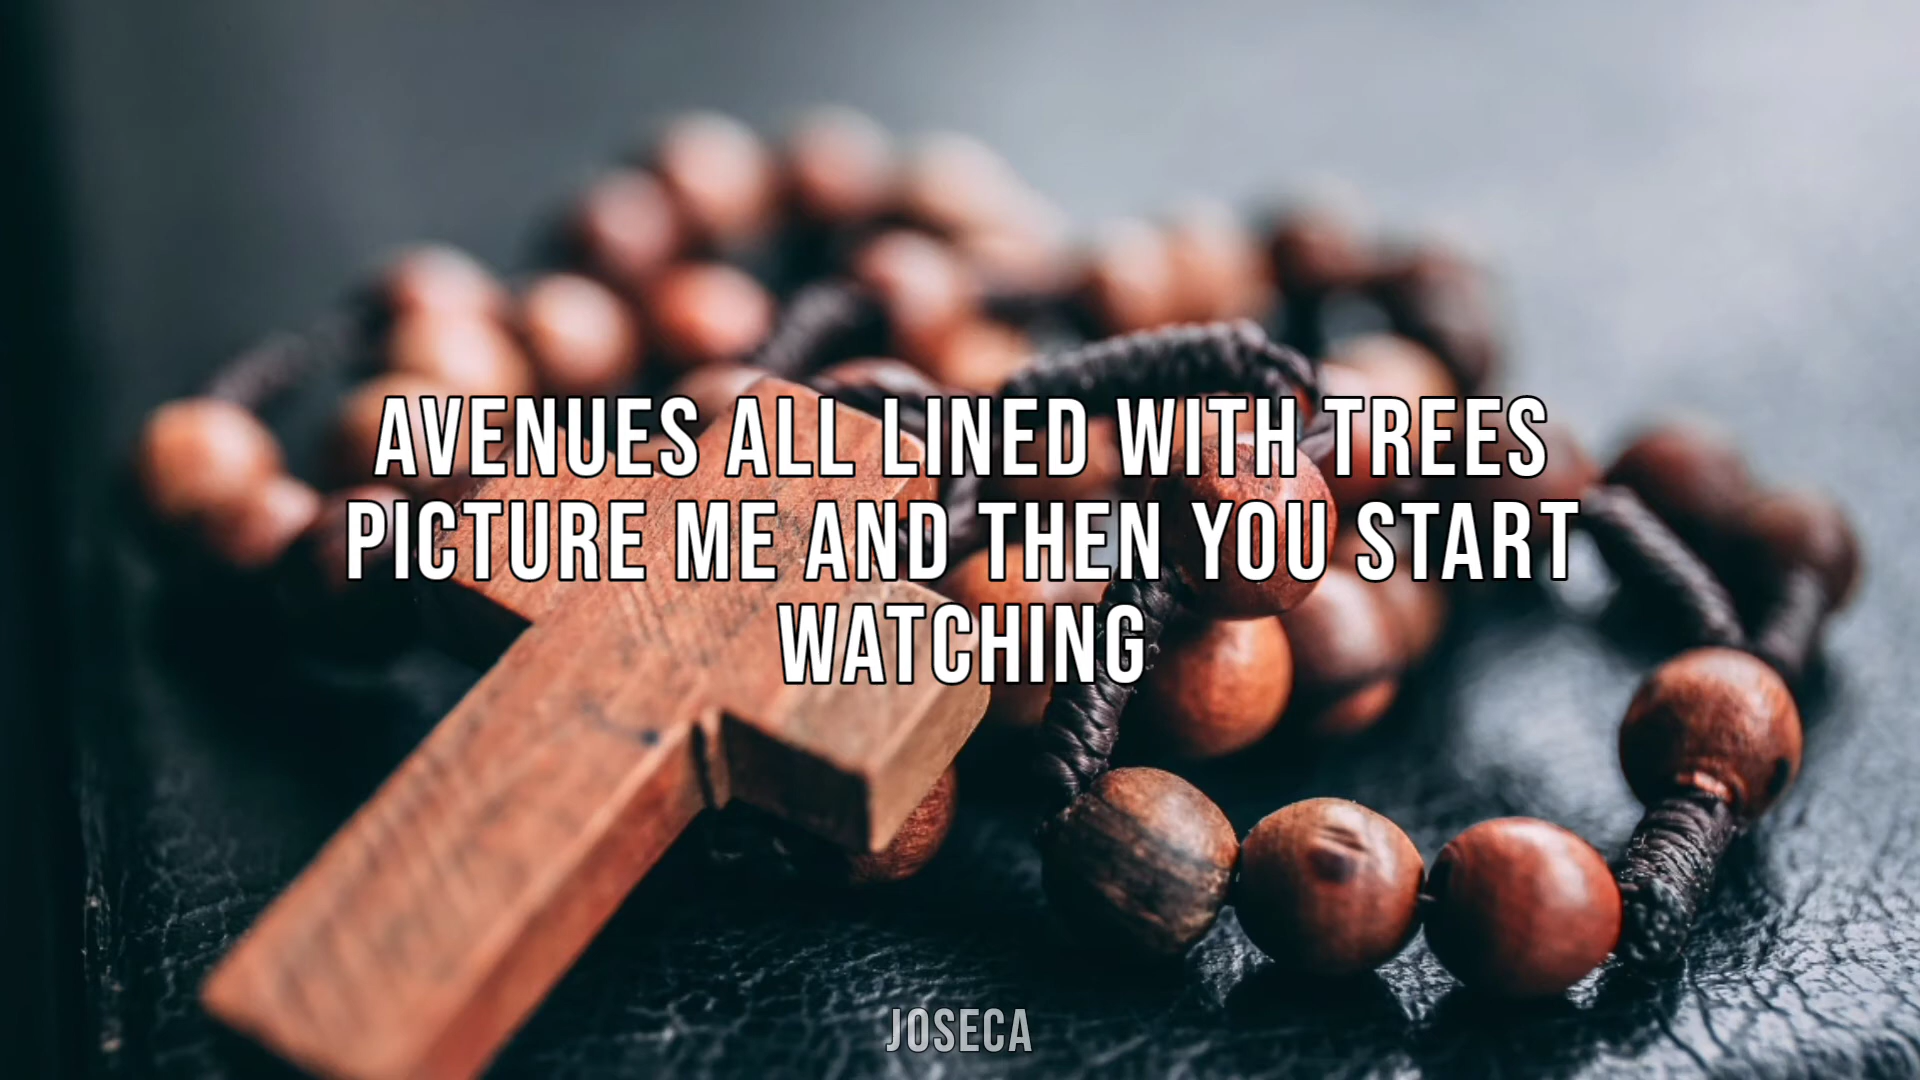 AVENUES ALL LINED WITH TREES
PICTURE ME AND THEN YOU START
WATCHING
JOSECA